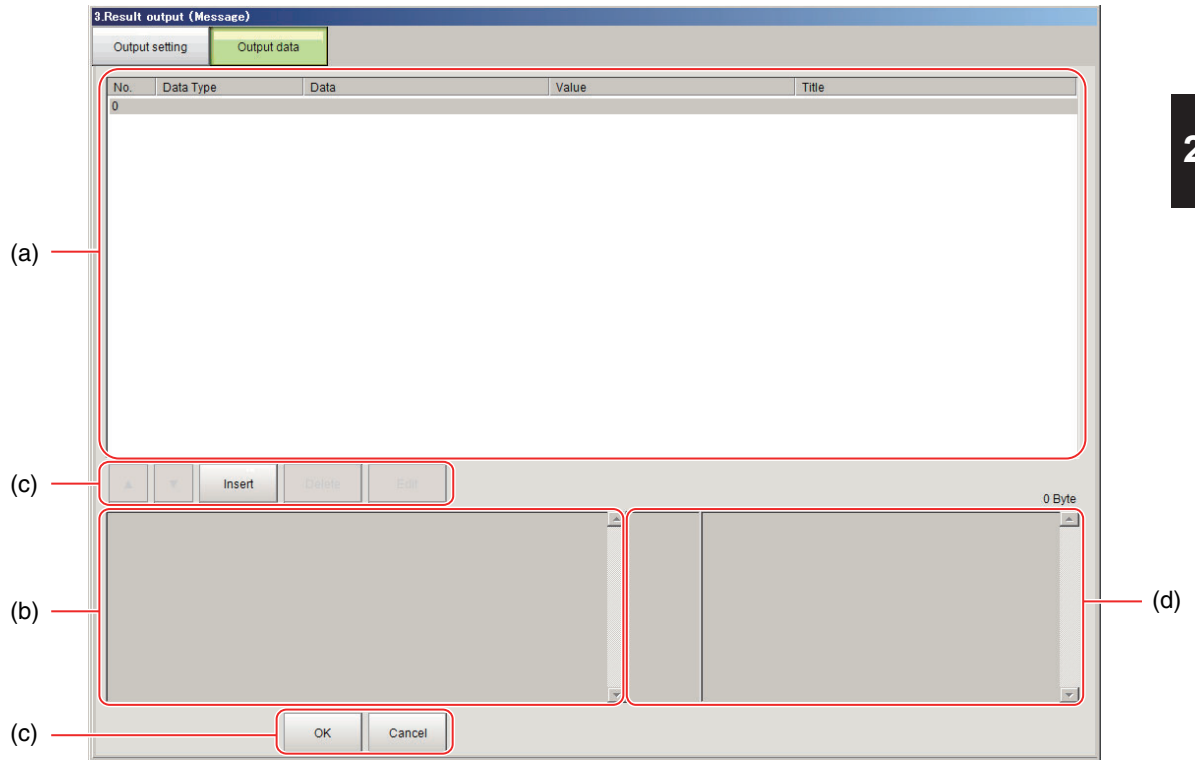 3.Result output (Message)
Output setting
Output data
No. Data Type Data Value Title
0
(a)
2
(c)
▲ ▼ Insert Delete Edit
0 Byte
(b)
(d)
(c)
OK Cancel